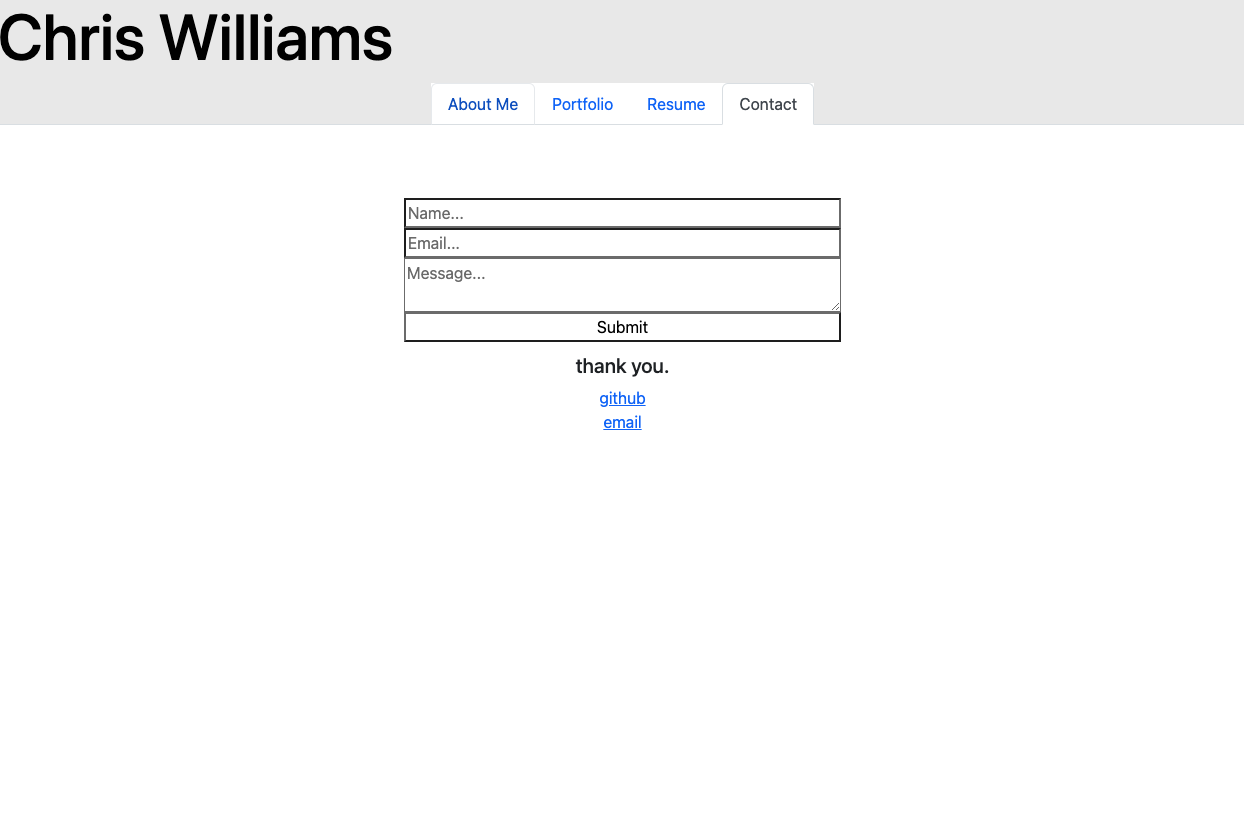 Chris Williams
About Me Portfolio Resume Contact
Name...
Email...
Message...
Submit
thank you.
github
email